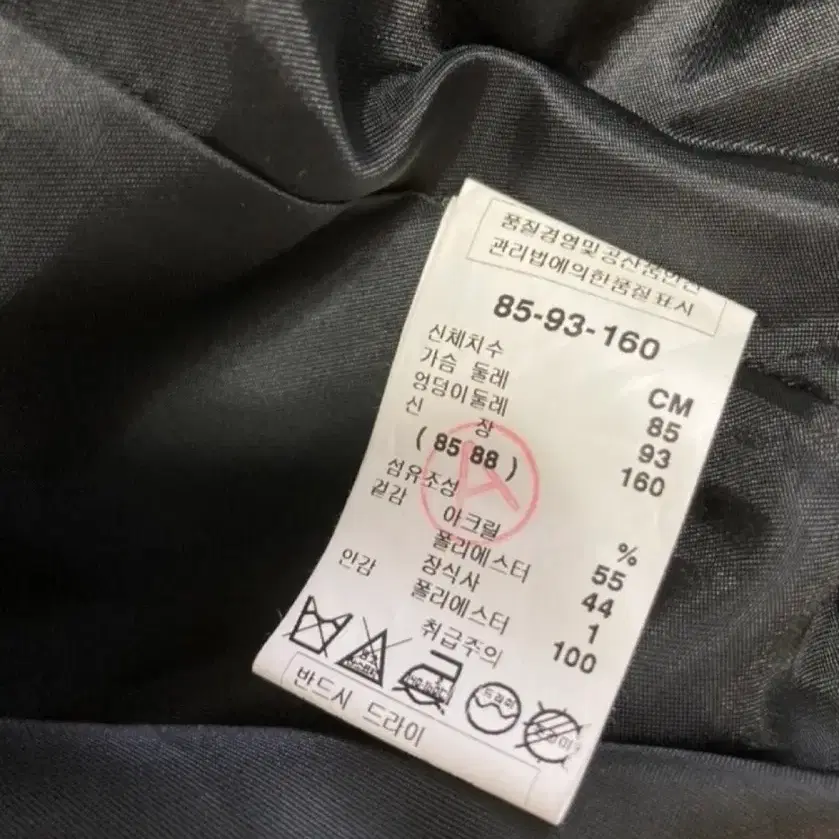 품질경영및공산품안전
관리법에의한품질표시
85-93-160
신체치수 CM
가슴 둘레 85
엉덩이둘레 93
신 장 160
( 85 88 )
섬유조성 %
겉감 아크릴 55
폴리에스터 44
장식사 1
안감 폴리에스터 100
취급주의
드라이
반드시 드라이